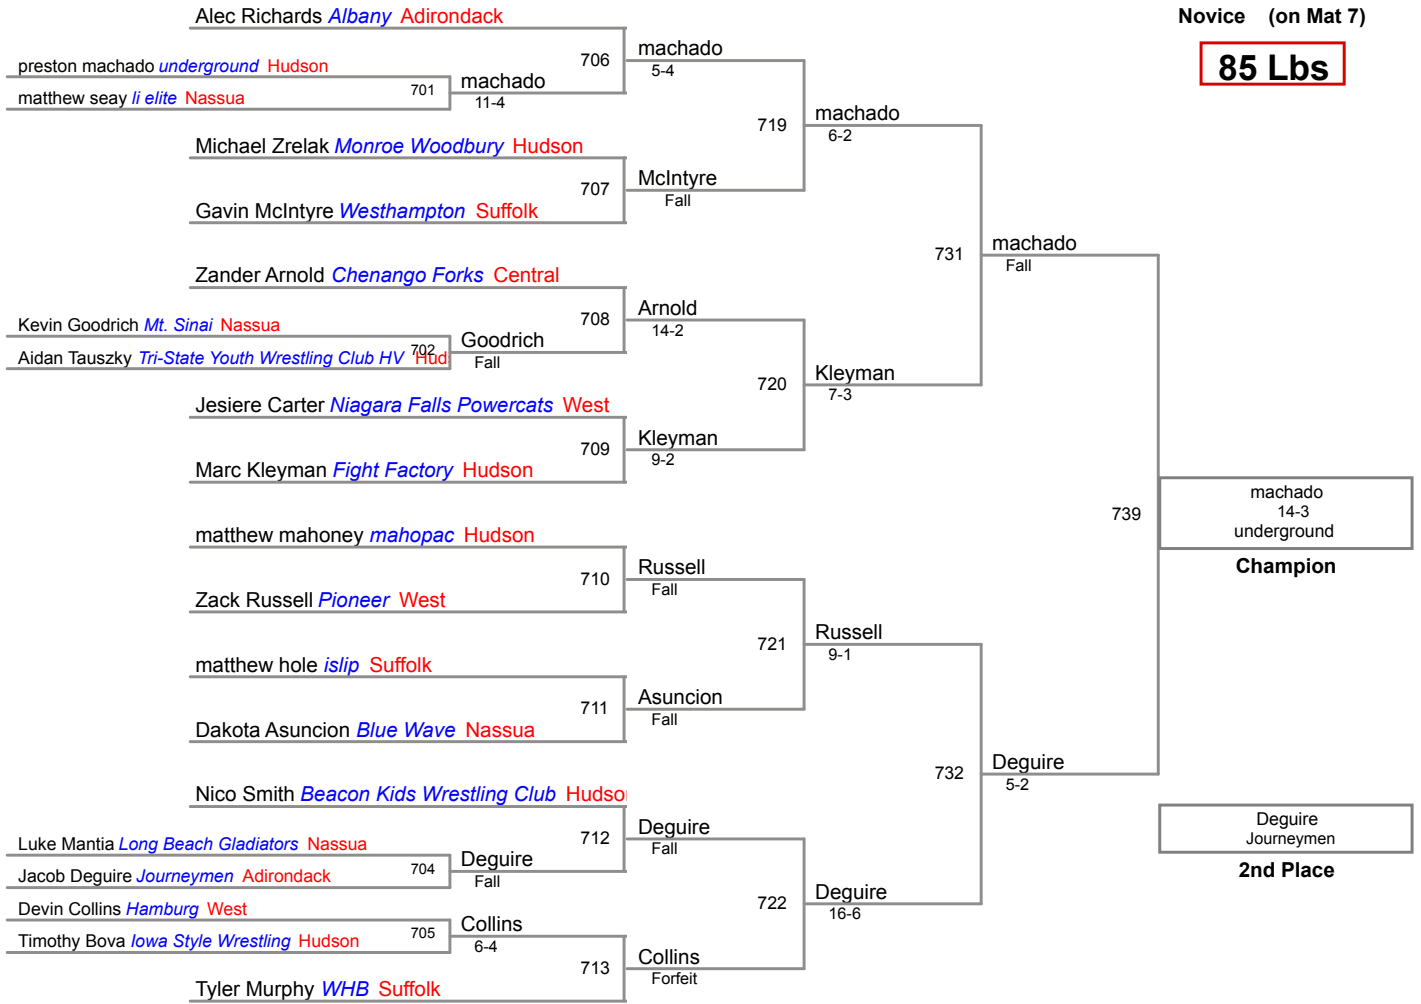 Alec Richards Albany Adirondack
Novice (on Mat 7)
706
machado
5-4
85 Lbs
preston machado underground Hudson
701
machado
11-4
matthew seay li elite Nassua
719
machado
6-2
Michael Zrelak Monroe Woodbury Hudson
707
McIntyre
Fall
Gavin McIntyre Westhampton Suffolk
731
machado
Fall
Zander Arnold Chenango Forks Central
708
Arnold
14-2
Kevin Goodrich Mt. Sinai Nassua
702
Goodrich
Fall
Aidan Tauszky Tri-State Youth Wrestling Club HV Hud
720
Kleyman
7-3
Jesiere Carter Niagara Falls Powercats West
709
Kleyman
9-2
Marc Kleyman Fight Factory Hudson
739
machado
14-3
underground
Champion
matthew mahoney mahopac Hudson
710
Russell
Fall
Zack Russell Pioneer West
721
Russell
9-1
matthew hole islip Suffolk
711
Asuncion
Fall
Dakota Asuncion Blue Wave Nassua
732
Deguire
5-2
Nico Smith Beacon Kids Wrestling Club Hudso
712
Deguire
Fall
Luke Mantia Long Beach Gladiators Nassua
704
Deguire
Fall
Jacob Deguire Journeymen Adirondack
Deguire
Journeymen
2nd Place
722
Deguire
16-6
Devin Collins Hamburg West
705
Collins
6-4
Timothy Bova Iowa Style Wrestling Hudson
713
Collins
Forfeit
Tyler Murphy WHB Suffolk